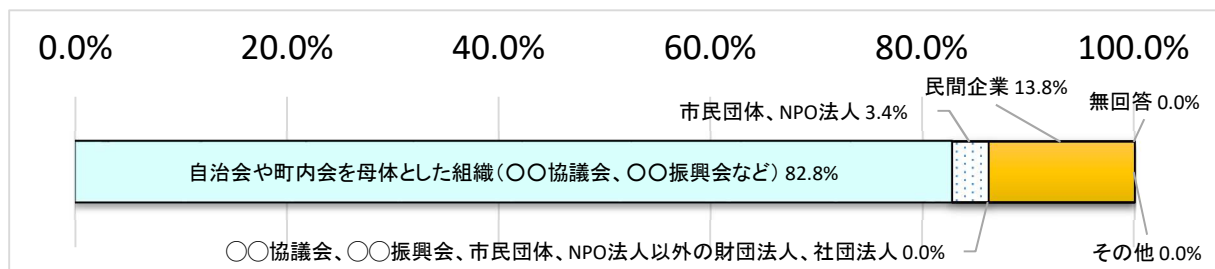 0.0% 20.0% 40.0% 60.0% 80.0% 100.0%
民間企業 13.8%
市民団体、NPO法人 3.4%
無回答 0.0%
自治会や町内会を母体とした組織(〇〇協議会、〇〇振興会など) 82.8%
◯◯協議会、◯◯振興会、市民団体、NPO法人以外の財団法人、社団法人 0.0%
その他 0.0%